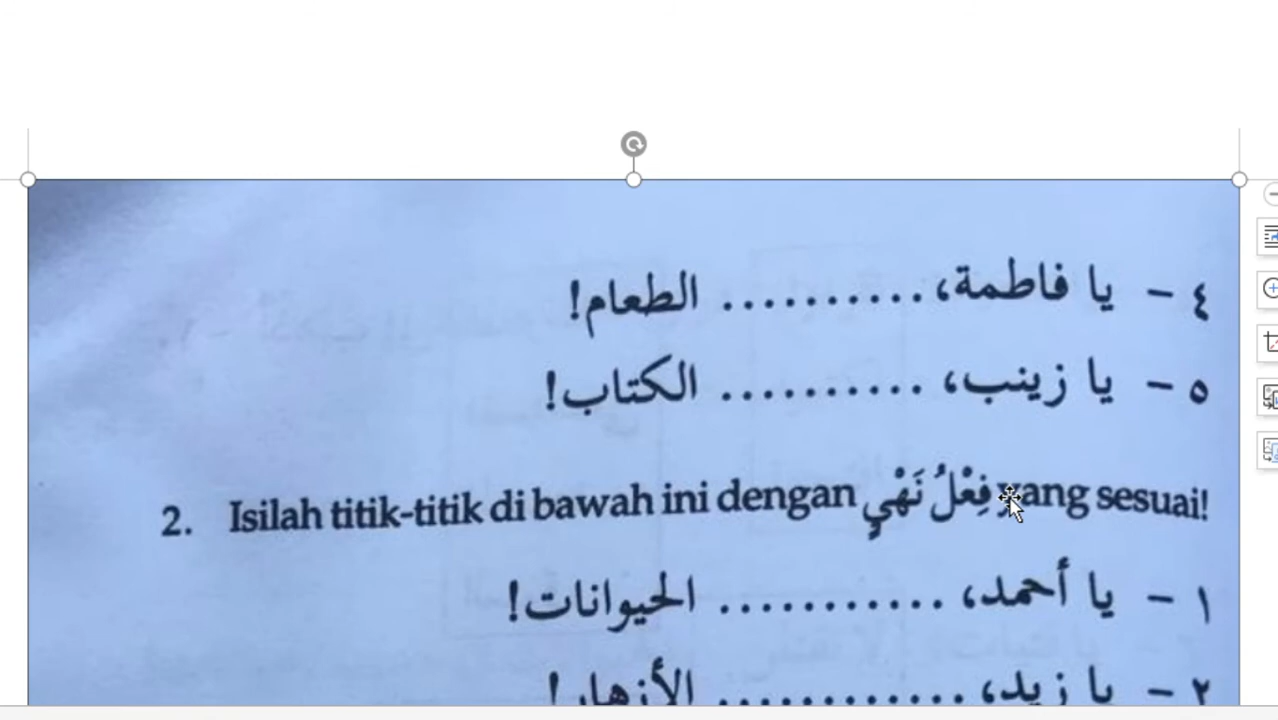 ٤ - يا فاطمة، .......... الطعام!
٥ - يا زينب، .......... الكتاب!
2. Isilah titik-titik di bawah ini dengan فِعْلُ نَهْيٍ yang sesuai!
١ - يا أحمد، ........... الحيوانات!
٢ - يا زيد، ............ الأزهار!